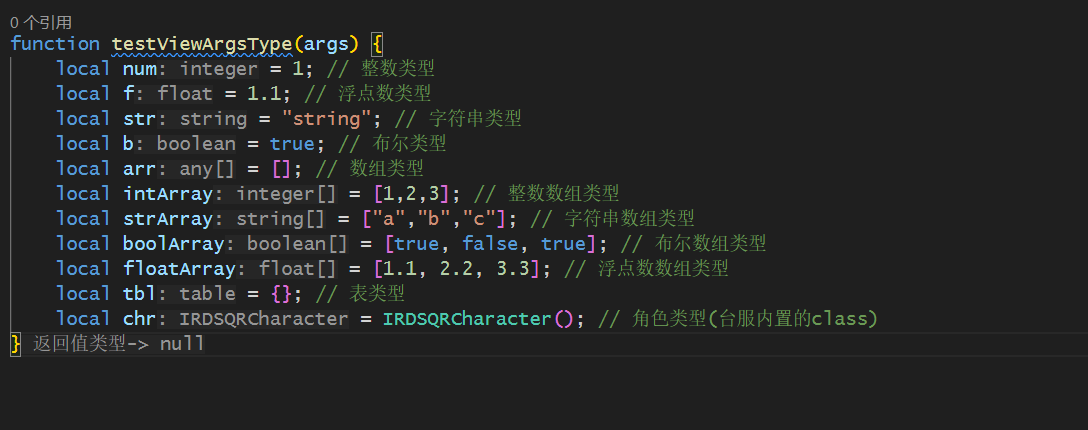 0 个引用
function testViewArgsType(args) {
    local num: integer = 1; // 整数类型
    local f: float = 1.1; // 浮点数类型
    local str: string = "string"; // 字符串类型
    local b: boolean = true; // 布尔类型
    local arr: any[] = []; // 数组类型
    local intArray: integer[] = [1,2,3]; // 整数数组类型
    local strArray: string[] = ["a","b","c"]; // 字符串数组类型
    local boolArray: boolean[] = [true, false, true]; // 布尔数组类型
    local floatArray: float[] = [1.1, 2.2, 3.3]; // 浮点数数组类型
    local tbl: table = {}; // 表类型
    local chr: IRDSQRCharacter = IRDSQRCharacter(); // 角色类型(台服内置的class)
} 返回值类型-> null